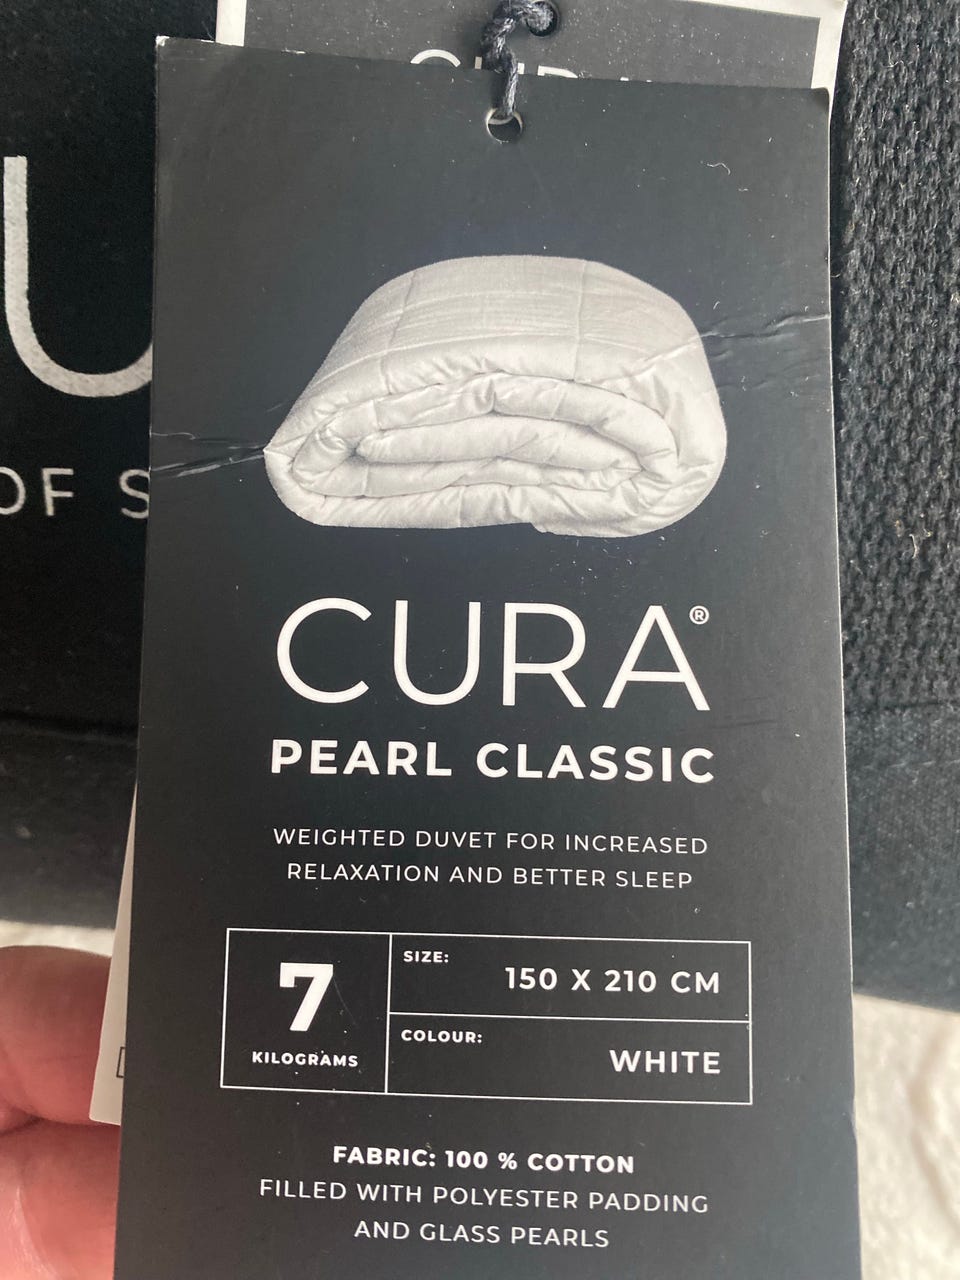 OF S
CURA®
PEARL CLASSIC
WEIGHTED DUVET FOR INCREASED
RELAXATION AND BETTER SLEEP
7
KILOGRAMS
SIZE:
150 X 210 CM
COLOUR:
WHITE
FABRIC: 100 % COTTON
FILLED WITH POLYESTER PADDING
AND GLASS PEARLS